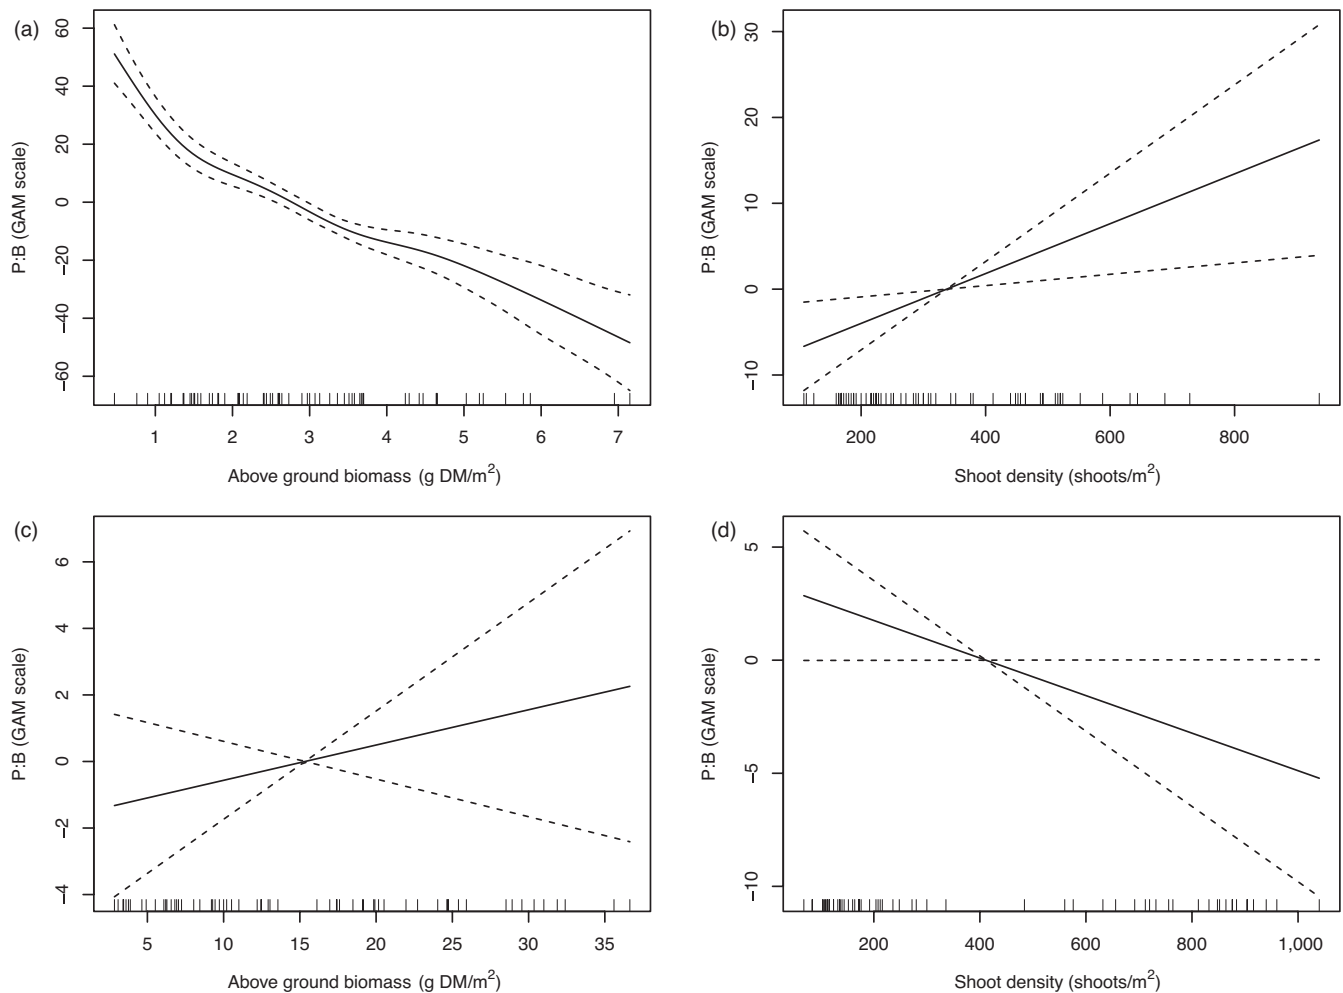 (a)
P:B (GAM scale)
60
40
20
0
−20
−40
−60
1 2 3 4 5 6 7
Above ground biomass (g DM/m²)
(b)
P:B (GAM scale)
30
20
10
0
−10
200 400 600 800
Shoot density (shoots/m²)
(c)
P:B (GAM scale)
6
4
2
0
−2
−4
5 10 15 20 25 30 35
Above ground biomass (g DM/m²)
(d)
P:B (GAM scale)
5
0
−5
−10
200 400 600 800 1,000
Shoot density (shoots/m²)